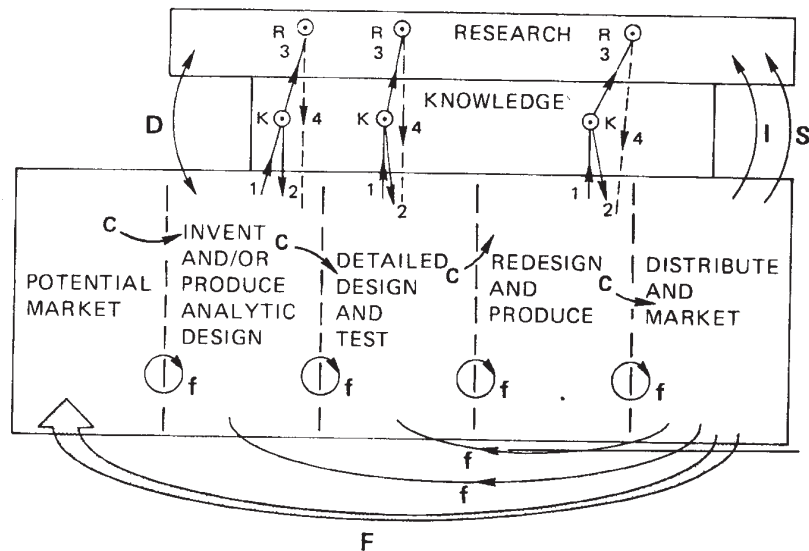 R
R
R
RESEARCH
3
3
3
KNOWLEDGE
D
K
4
K
4
K
4
I
S
1
2
1
2
1
2
C
C
C
C
INVENT
AND/OR
PRODUCE
ANALYTIC
DESIGN
DETAILED
DESIGN
AND
TEST
REDESIGN
AND
PRODUCE
DISTRIBUTE
AND
MARKET
POTENTIAL
MARKET
f
f
f
f
f
f
F